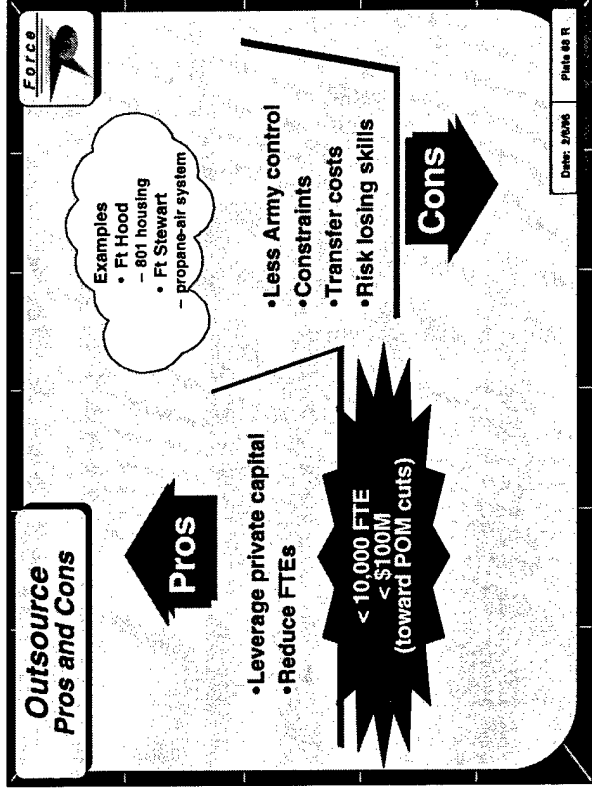 Outsource
Pros and Cons
Force
Pros
•Leverage private capital
•Reduce FTEs
< 10,000 FTE
< $100M
(toward POM cuts)
Examples
• Ft Hood
– 801 housing
• Ft Stewart
– propane-air system
•Less Army control
•Constraints
•Transfer costs
•Risk losing skills
Cons
Date: 2/6/96 Plate 63 R